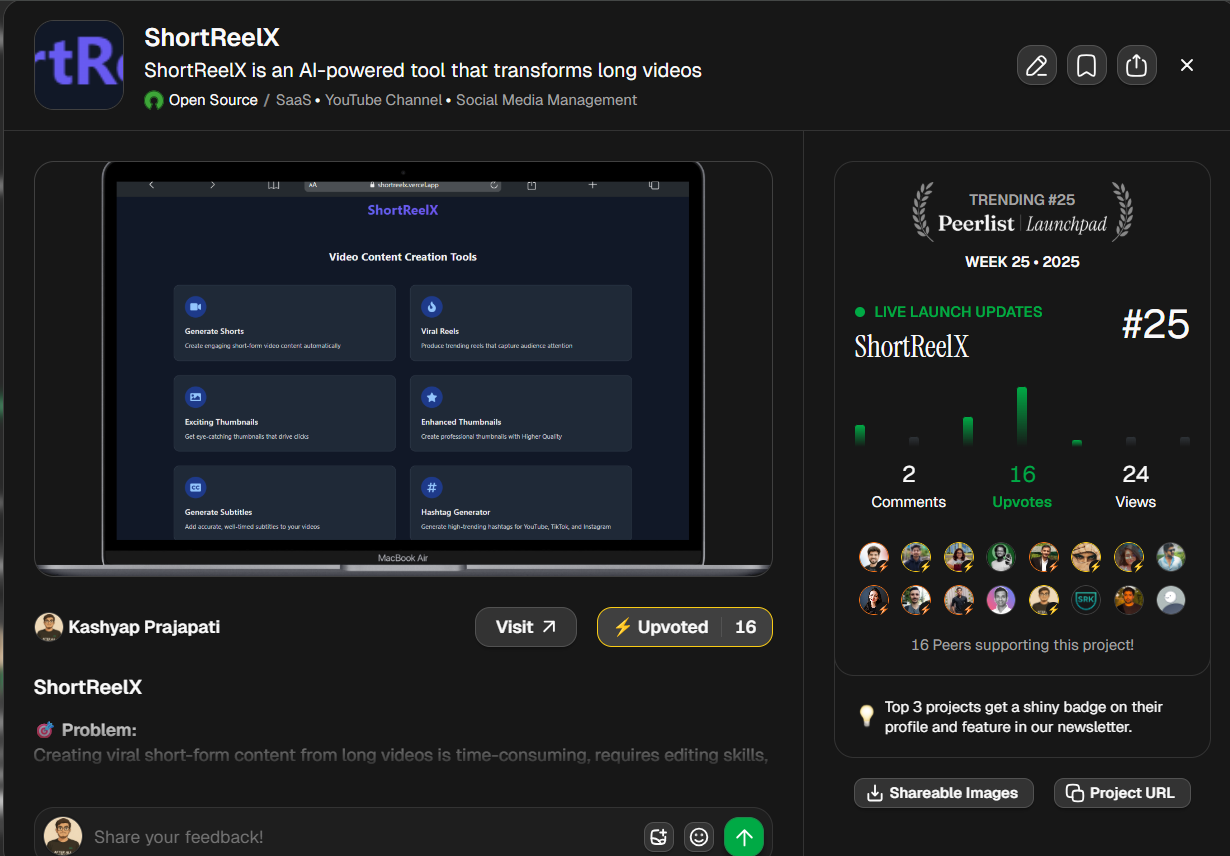 rtRe
ShortReelX
ShortReelX is an AI-powered tool that transforms long videos
Open Source / SaaS • YouTube Channel • Social Media Management
AA shortreelx.vercel.app
ShortReelX
Video Content Creation Tools
Generate Shorts
Create engaging short-form video content automatically
Viral Reels
Produce trending reels that capture audience attention
Exciting Thumbnails
Get eye-catching thumbnails that drive clicks
Enhanced Thumbnails
Create professional thumbnails with Higher Quality
CC
Generate Subtitles
Add accurate, well-timed subtitles to your videos
#
Hashtag Generator
Generate high-trending hashtags for YouTube, TikTok, and Instagram
MacBook Air
Kashyap Prajapati
Visit
Upvoted 16
ShortReelX
Problem:
Creating viral short-form content from long videos is time-consuming, requires editing skills,
Share your feedback!
TRENDING #25
Peerlist | Launchpad
WEEK 25 • 2025
LIVE LAUNCH UPDATES
ShortReelX
#25
2
Comments
16
Upvotes
24
Views
SRK
16 Peers supporting this project!
Top 3 projects get a shiny badge on their
profile and feature in our newsletter.
Shareable Images
Project URL